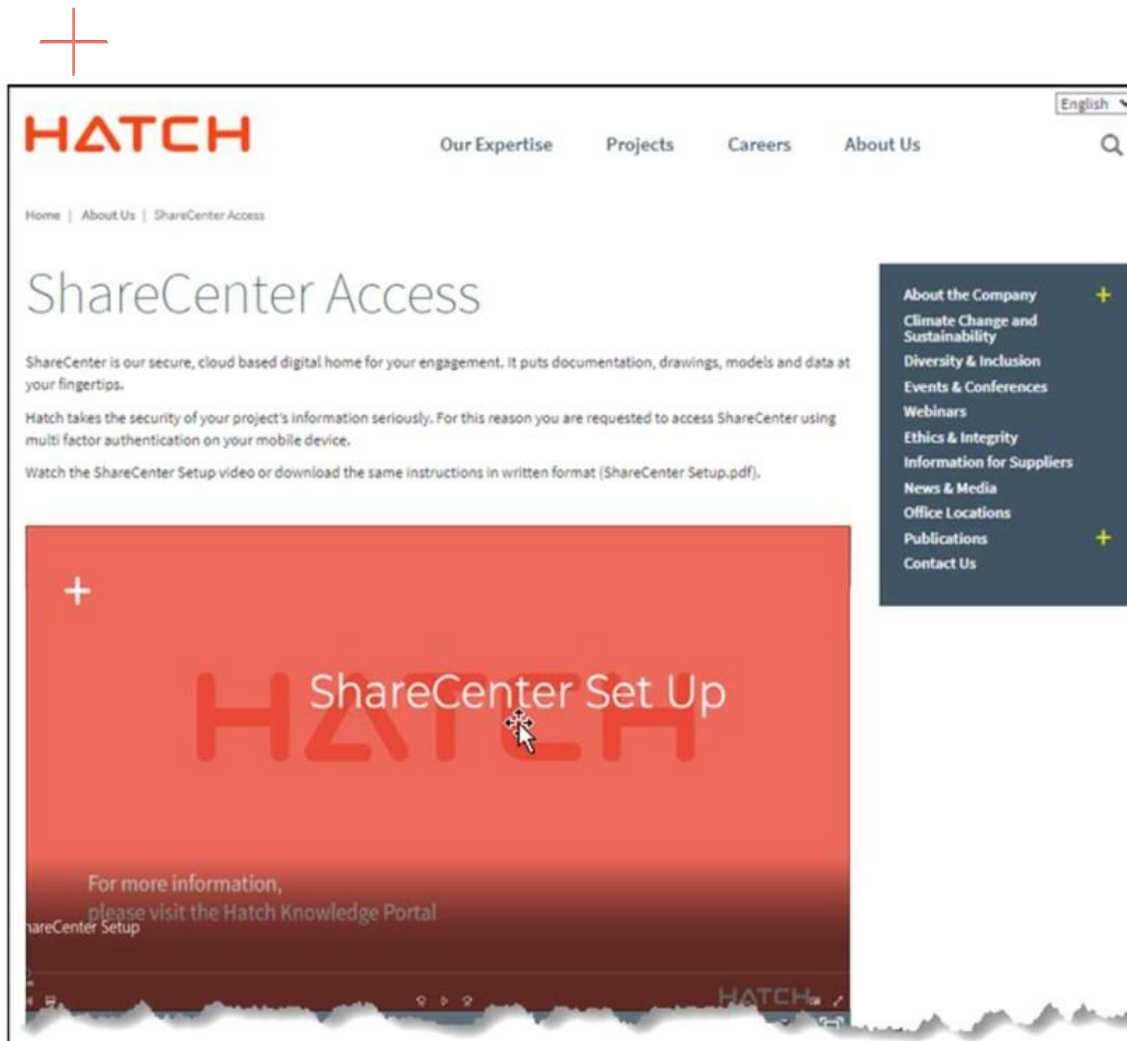 English
HATCH
Our Expertise Projects Careers About Us
Home | About Us | ShareCenter Access
ShareCenter Access
ShareCenter is our secure, cloud based digital home for your engagement. It puts documentation, drawings, models and data at
your fingertips.
Hatch takes the security of your project's information seriously. For this reason you are requested to access ShareCenter using
multi factor authentication on your mobile device.
Watch the ShareCenter Setup video or download the same instructions in written format (ShareCenter Setup.pdf).
About the Company +
Climate Change and
Sustainability
Diversity & Inclusion
Events & Conferences
Webinars
Ethics & Integrity
Information for Suppliers
News & Media
Office Locations
Publications +
Contact Us
HATCH
ShareCenter Set Up
For more information,
please visit the Hatch Knowledge Portal
hareCenter Setup
HATCH